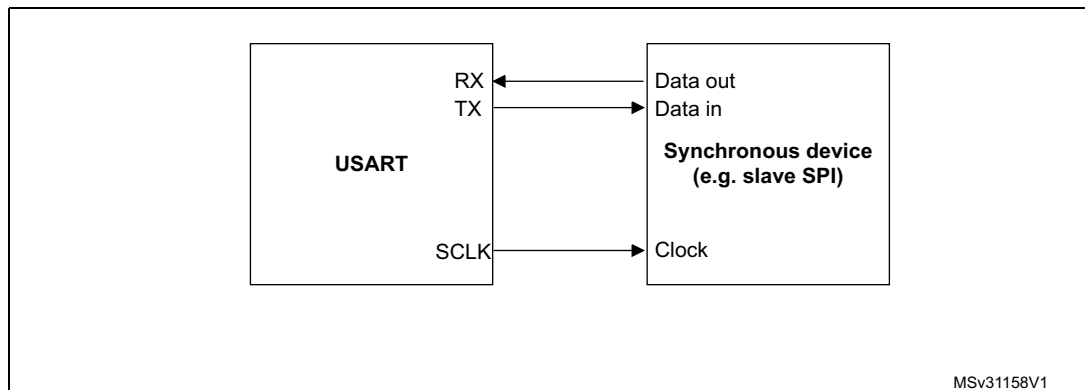 RX
TX
USART
SCLK
Data out
Data in
Synchronous device
(e.g. slave SPI)
Clock
MSv31158V1